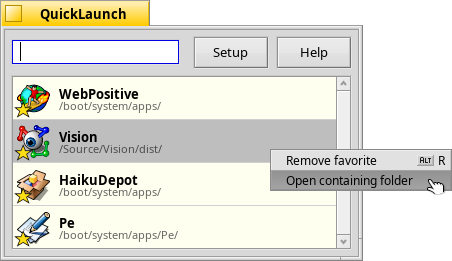 QuickLaunch
Setup
Help
WebPositive
/boot/system/apps/
Vision
/Source/Vision/dist/
Remove favorite ALT R
Open containing folder
HaikuDepot
/boot/system/apps/
Pe
/boot/system/apps/Pe/